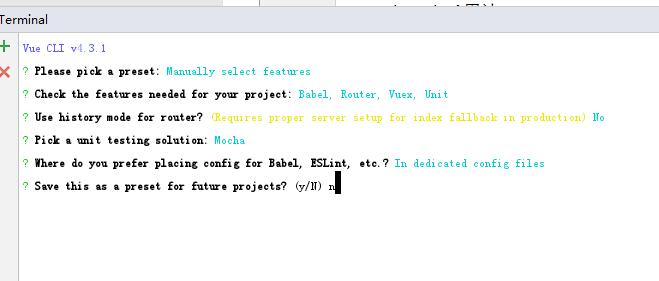 Terminal
Vue CLI v4.3.1
? Please pick a preset: Manually select features
? Check the features needed for your project: Babel, Router, Vuex, Unit
? Use history mode for router? (Requires proper server setup for index fallback in production) No
? Pick a unit testing solution: Mocha
? Where do you prefer placing config for Babel, ESLint, etc.? In dedicated config files
? Save this as a preset for future projects? (y/N) n